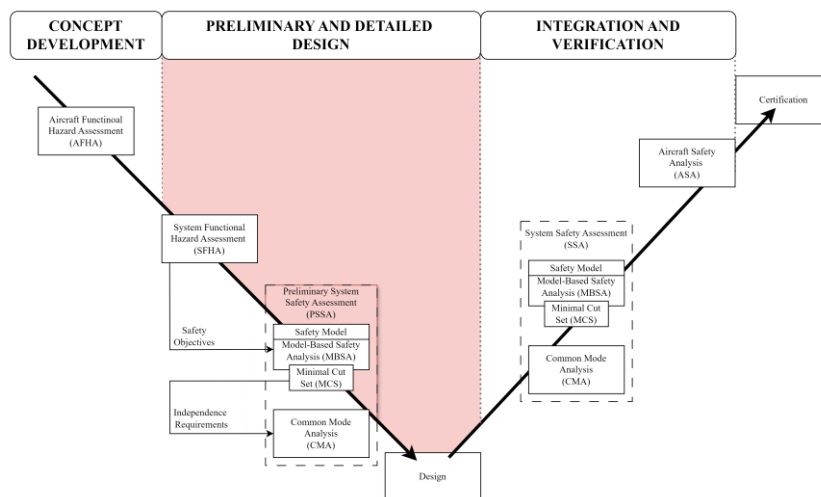 CONCEPT
DEVELOPMENT
PRELIMINARY AND DETAILED
DESIGN
INTEGRATION AND
VERIFICATION
Certification
Aircraft Functinoal
Hazard Assessment
(AFHA)
Aircraft Safety
Analysis
(ASA)
System Functional
Hazard Assessment
(SFHA)
System Safety Assessment
(SSA)
Safety Model
Model-Based Safety
Analysis (MBSA)
Minimal Cut
Set (MCS)
Common Mode
Analysis
(CMA)
Preliminary System
Safety Assessment
(PSSA)
Safety
Objectives
Safety Model
Model-Based Safety
Analysis (MBSA)
Minimal Cut
Set (MCS)
Independence
Requirements
Common Mode
Analysis
(CMA)
Design